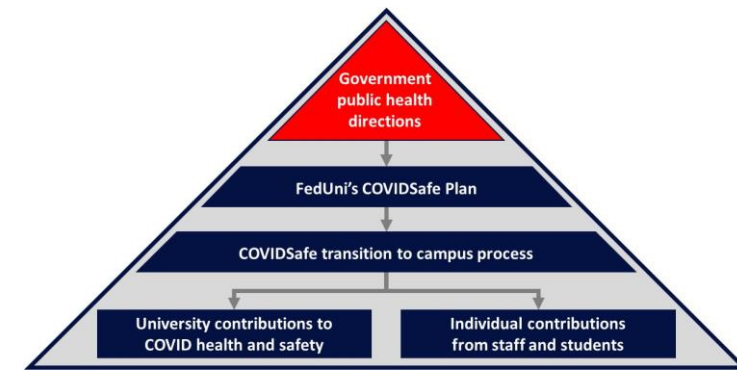 Government
public health
directions
FedUni's COVIDSafe Plan
COVIDSafe transition to campus process
University contributions to
COVID health and safety
Individual contributions
from staff and students